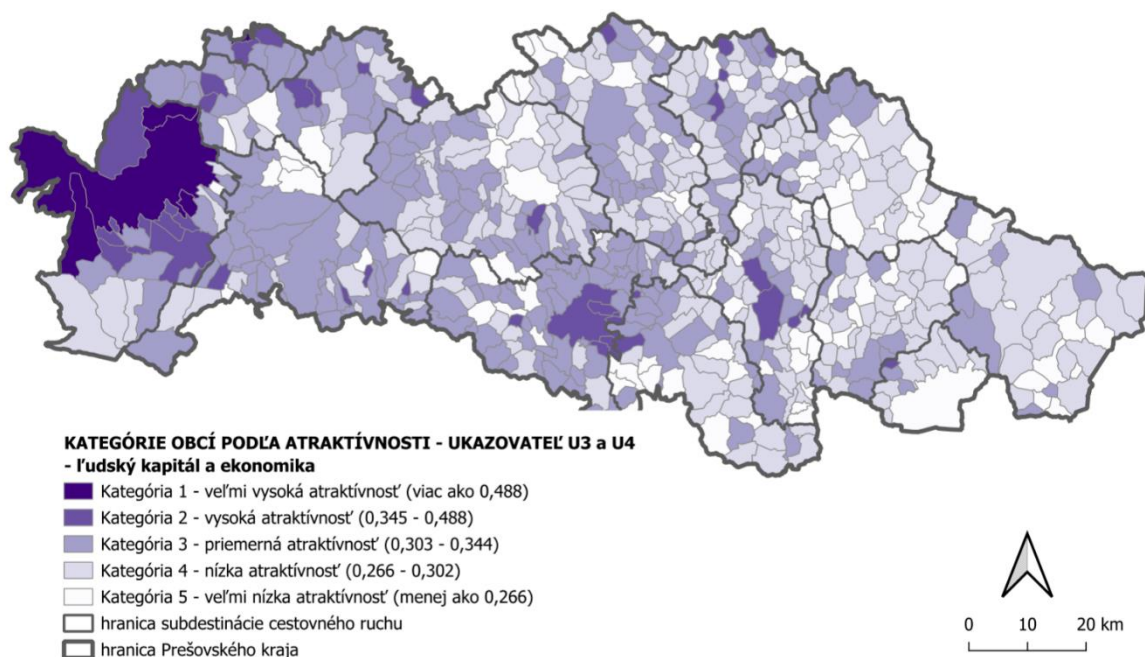 KATEGÓRIE OBCÍ PODĽA ATRAKTÍVNOSTI - UKAZOVATEĽ U3 a U4
- ľudský kapitál a ekonomika
Kategória 1 - veľmi vysoká atraktívnosť (viac ako 0,488)
Kategória 2 - vysoká atraktívnosť (0,345 - 0,488)
Kategória 3 - priemerná atraktívnosť (0,303 - 0,344)
Kategória 4 - nízka atraktívnosť (0,266 - 0,302)
Kategória 5 - veľmi nízka atraktívnosť (menej ako 0,266)
hranica subdestinácie cestovného ruchu
hranica Prešovského kraja
0 10 20 km